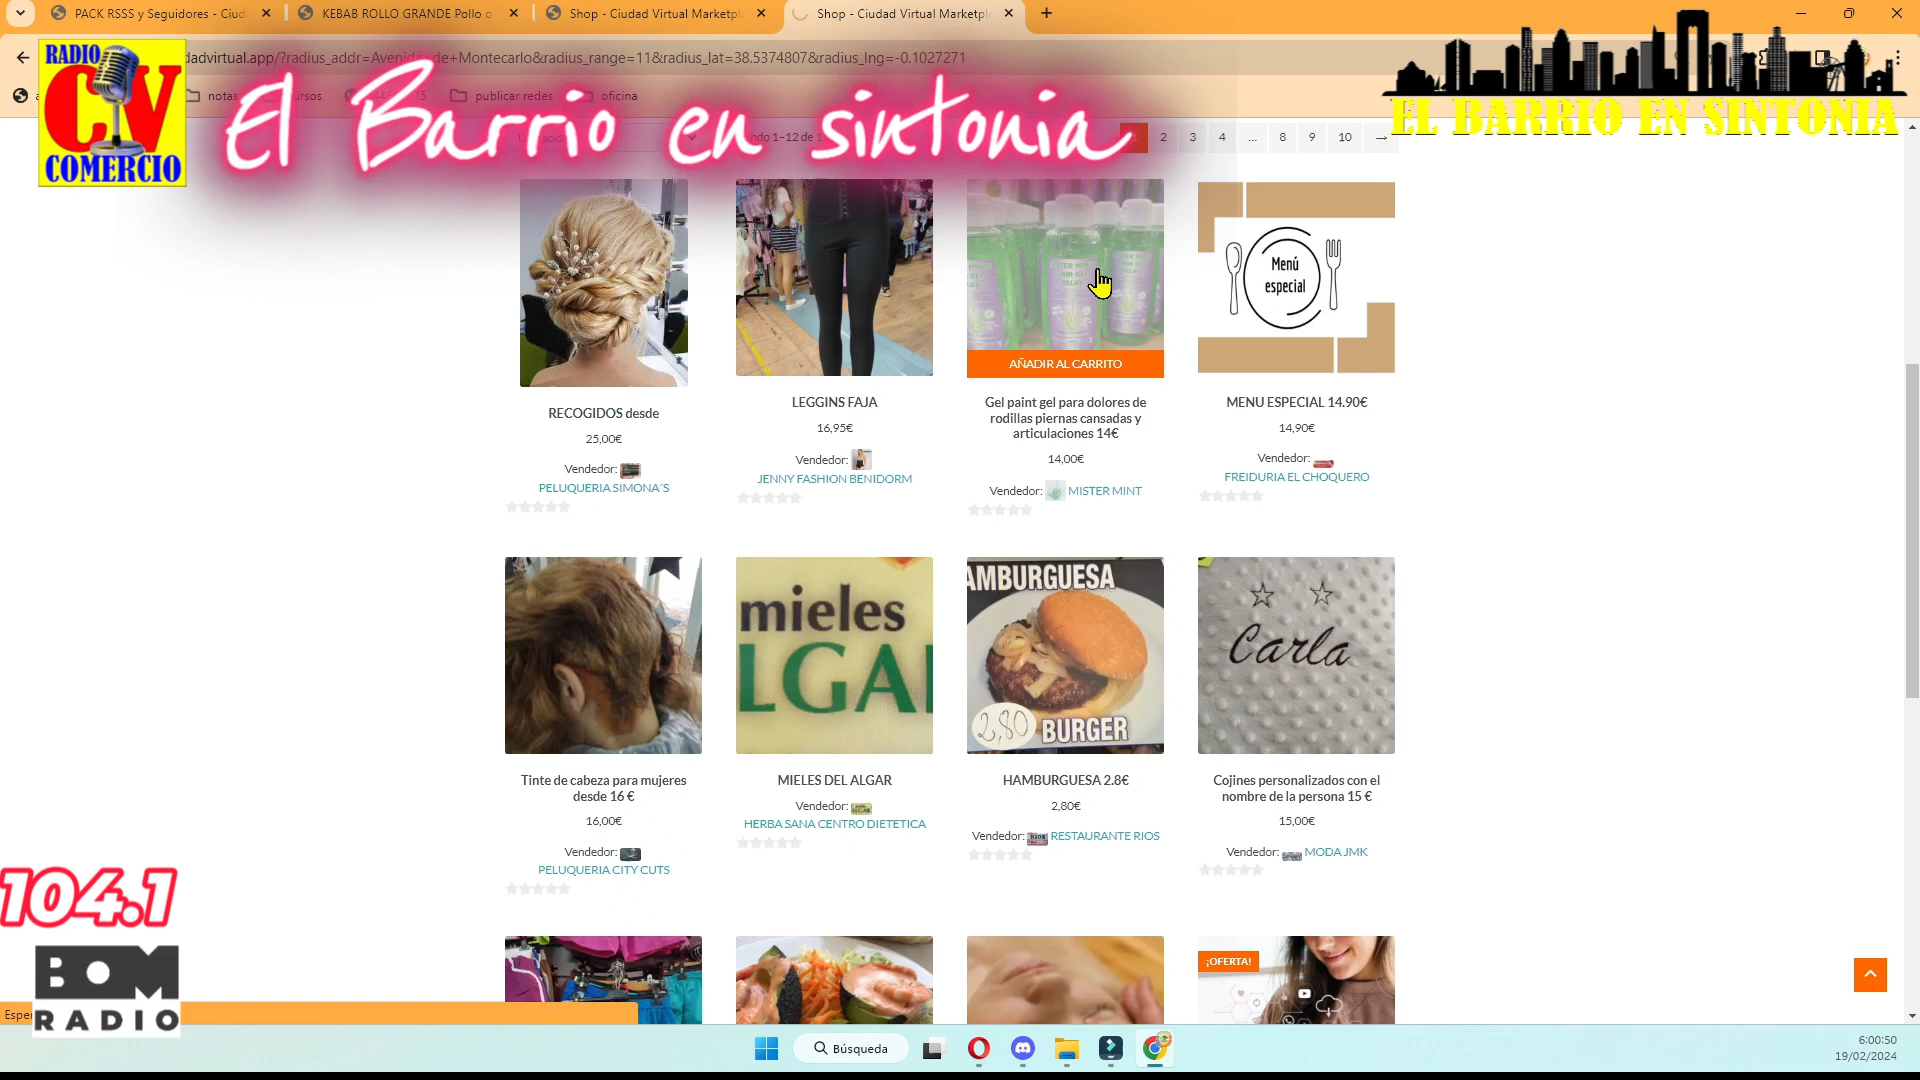 PACK RSSS y Seguidores - Ciud
KEBAB ROLLO GRANDE Pollo o
Shop - Ciudad Virtual Marketpl
Shop - Ciudad Virtual Marketpl
dadvirtual.app/?radius_addr=Avenida+de+Montecarlo&radius_range=11&radius_lat=38.5374807&radius_lng=-0.1027271
notas
publicar redes
oficina
RADIO
CV
COMERCIO
El Barrio en sintonia
EL BARRIO EN SINTONIA
1 2 3 4 ... 8 9 10 →
Menú
especial
AÑADIR AL CARRITO
RECOGIDOS desde
25,00€
Vendedor:
PELUQUERIA SIMONA´S
LEGGINS FAJA
16,95€
Vendedor:
JENNY FASHION BENIDORM
Gel paint gel para dolores de
rodillas piernas cansadas y
articulaciones 14€
14,00€
Vendedor: MISTER MINT
MENU ESPECIAL 14.90€
14,90€
Vendedor:
FREIDURIA EL CHOQUERO
mieles
LGAR
AMBURGUESA
2,80
BURGER
Carla
Tinte de cabeza para mujeres
desde 16 €
16,00€
Vendedor:
PELUQUERIA CITY CUTS
MIELES DEL ALGAR
Vendedor:
HERBA SANA CENTRO DIETETICA
HAMBURGUESA 2.8€
2,80€
Vendedor: RESTAURANTE RIOS
Cojines personalizados con el
nombre de la persona 15 €
15,00€
Vendedor: MODA JMK
104.1
BOM
RADIO
¡OFERTA!
Esper
Búsqueda
6:00:50
19/02/2024